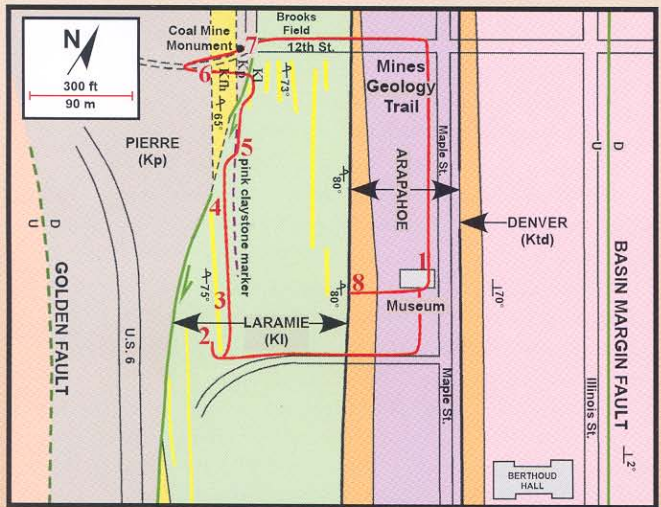 N
300 ft
90 m
Coal Mine
Monument
Brooks
Field
12th St.
7
6
Kp
Kfh
Kl
65°
73°
Mines
Geology
Trail
PIERRE
(Kp)
5
pink claystone marker
4
80°
ARAPAHOE
Maple St.
U
D
DENVER
(Ktd)
D
U
GOLDEN FAULT
U.S. 6
75°
3
2
80°
8
1
Museum
70°
LARAMIE
(Kl)
Maple St.
Illinois St.
BASIN MARGIN FAULT
2°
BERTHOUD
HALL